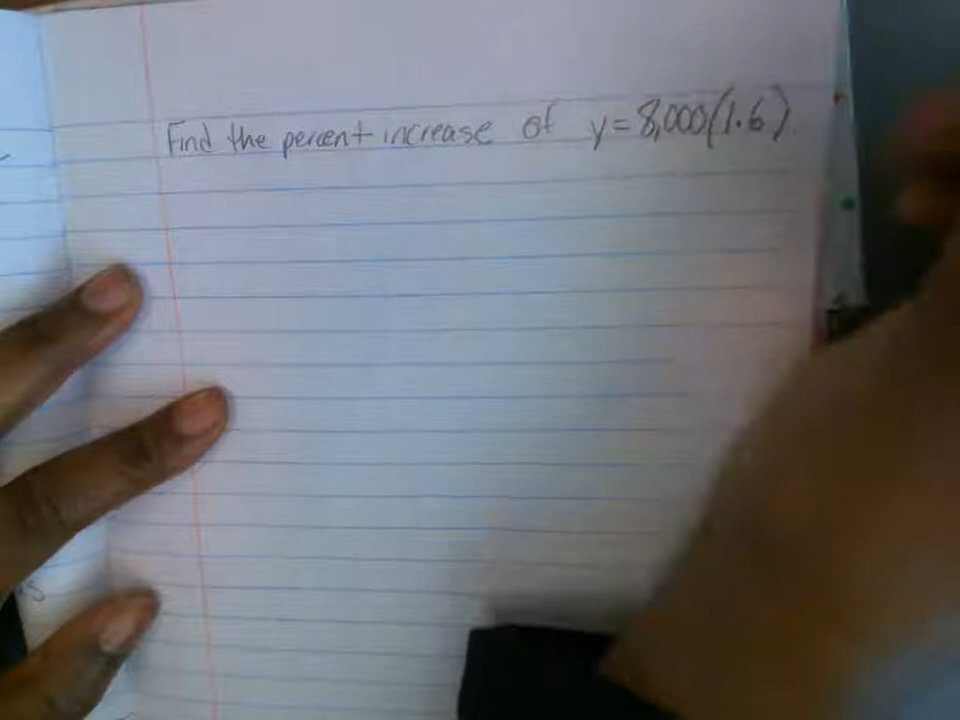 Find the percent increase of y = 8,000(1.6)